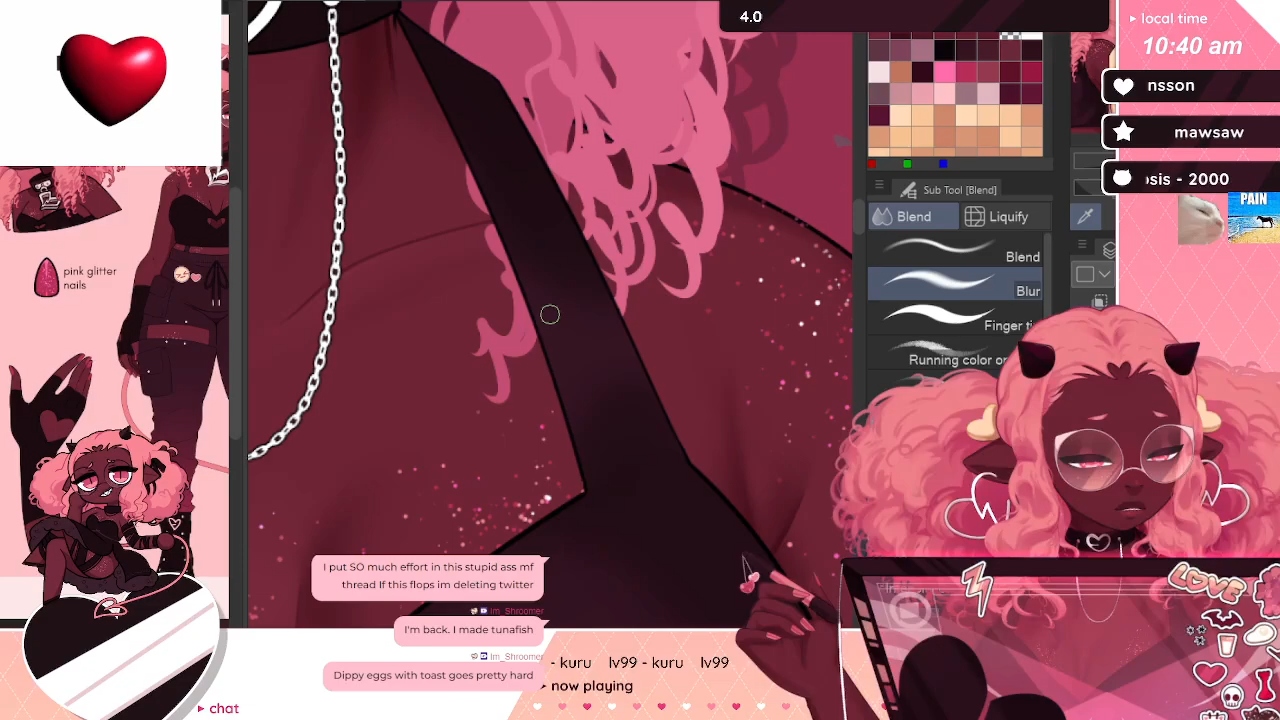 4.0
local time
10:40 am
nsson
mawsaw
osis - 2000
PAIN
Sub Tool [Blend]
Blend
Liquify
Blend
Blur
Finger ti
Running color on
pink glitter
nails
I put SO much effort in this stupid ass mf
thread If this flops im deleting twitter
Im_Shroomer
I'm back. I made tunafish
Im_Shroomer
Dippy eggs with toast goes pretty hard
- kuru lv99 - kuru lv99
now playing
chat
LOVE